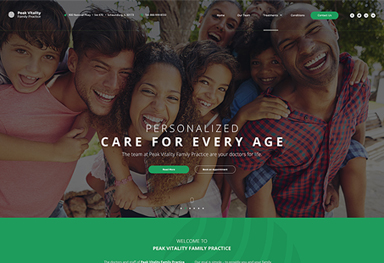 Peak Vitality
Family Practice
Home
Our Team
Treatments
Conditions
Contact Us
PERSONALIZED
CARE FOR EVERY AGE
The team at Peak Vitality Family Practice are your doctors for life.
Read More
Book an Appointment
WELCOME TO
PEAK VITALITY FAMILY PRACTICE